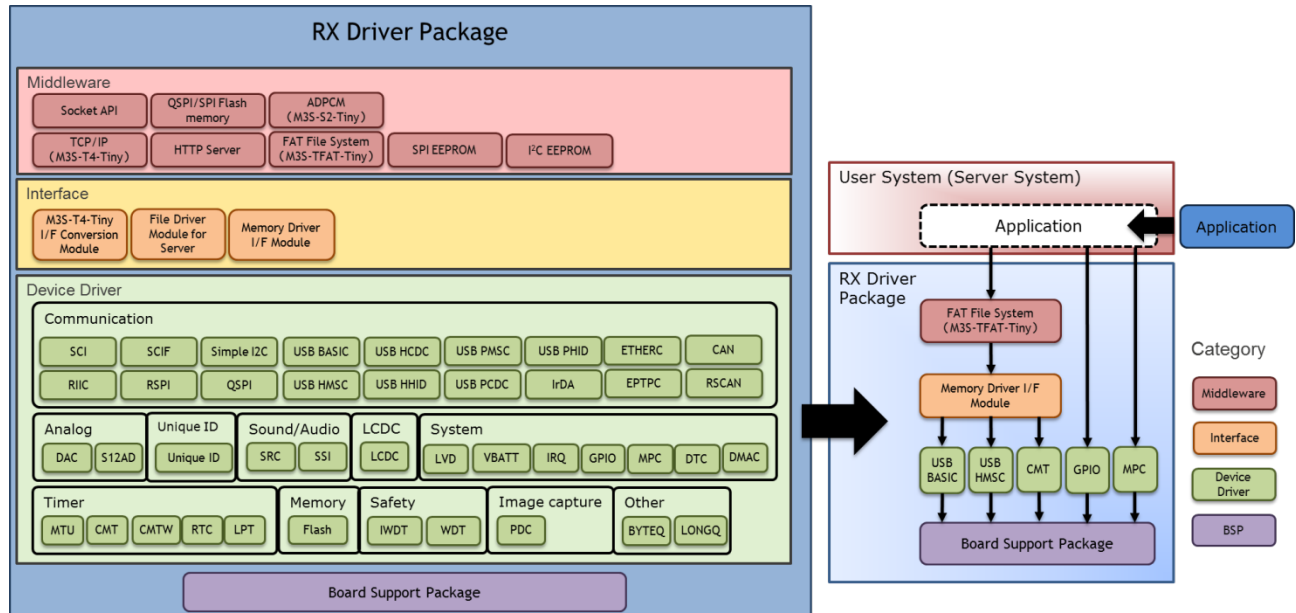 RX Driver Package
Middleware
Socket API
QSPI/SPI Flash
memory
ADPCM
(M3S-S2-Tiny)
TCP/IP
(M3S-T4-Tiny)
HTTP Server
FAT File System
(M3S-TFAT-Tiny)
SPI EEPROM
I²C EEPROM
Interface
M3S-T4-Tiny
I/F Conversion
Module
File Driver
Module for
Server
Memory Driver
I/F Module
Device Driver
Communication
SCI
SCIF
Simple I2C
USB BASIC
USB HCDC
USB PMSC
USB PHID
ETHERC
CAN
RIIC
RSPI
QSPI
USB HMSC
USB HHID
USB PCDC
IrDA
EPTPC
RSCAN
Analog
DAC
S12AD
Unique ID
Unique ID
Sound/Audio
SRC
SSI
LCDC
LCDC
System
LVD
VBATT
IRQ
GPIO
MPC
DTC
DMAC
Timer
MTU
CMT
CMTW
RTC
LPT
Memory
Flash
Safety
IWDT
WDT
Image capture
PDC
Other
BYTEQ
LONGQ
Board Support Package
User System (Server System)
Application
Application
RX Driver
Package
FAT File System
(M3S-TFAT-Tiny)
Memory Driver I/F
Module
USB
BASIC
USB
HMSC
CMT
GPIO
MPC
Board Support Package
Category
Middleware
Interface
Device
Driver
BSP